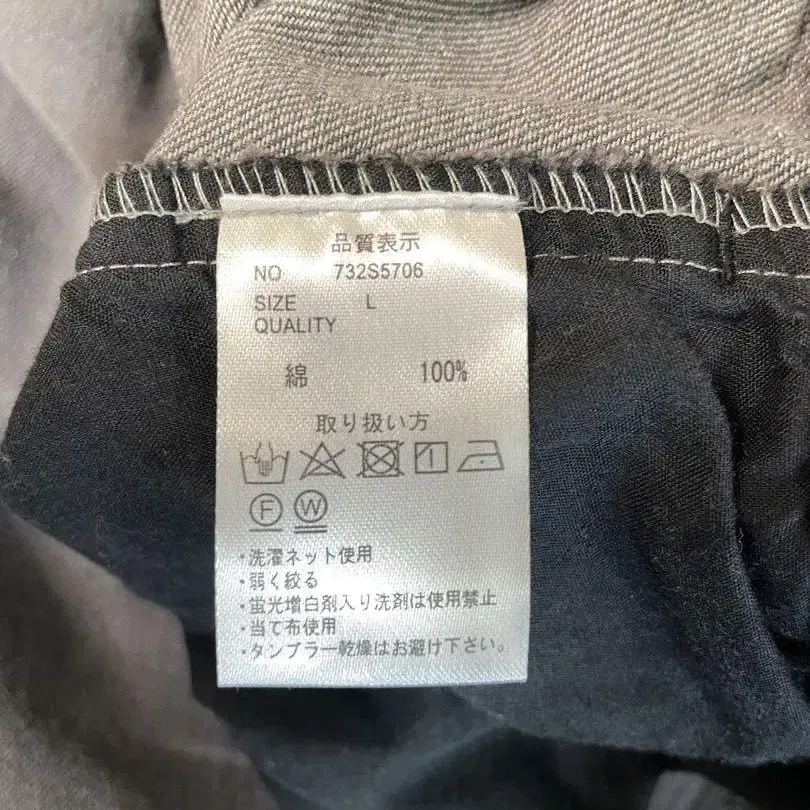 品質表示
NO 732S5706
SIZE L
QUALITY
綿 100%
取り扱い方
F W
・洗濯ネット使用
・弱く絞る
・蛍光増白剤入り洗剤は使用禁止
・当て布使用
・タンブラー乾燥はお避け下さい。